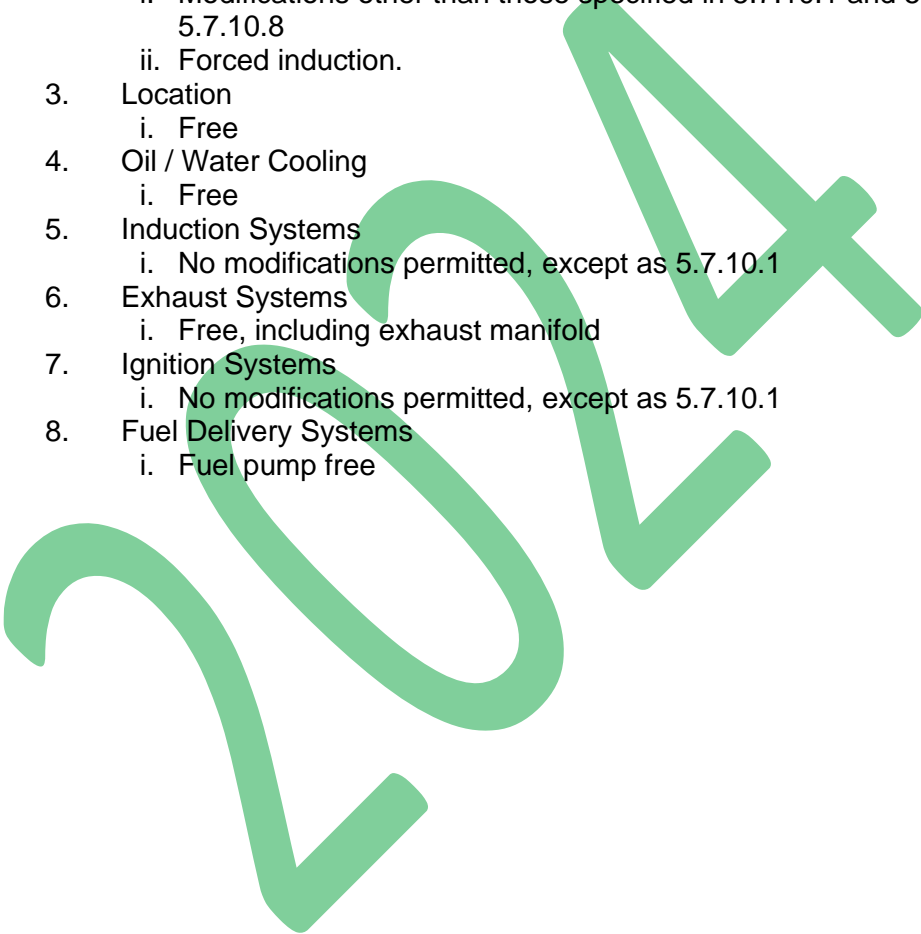 5.7.10.8
ii. Forced induction.
3. Location
i. Free
4. Oil / Water Cooling
i. Free
5. Induction Systems
i. No modifications permitted, except as 5.7.10.1
6. Exhaust Systems
i. Free, including exhaust manifold
7. Ignition Systems
i. No modifications permitted, except as 5.7.10.1
8. Fuel Delivery Systems
i. Fuel pump free
2024